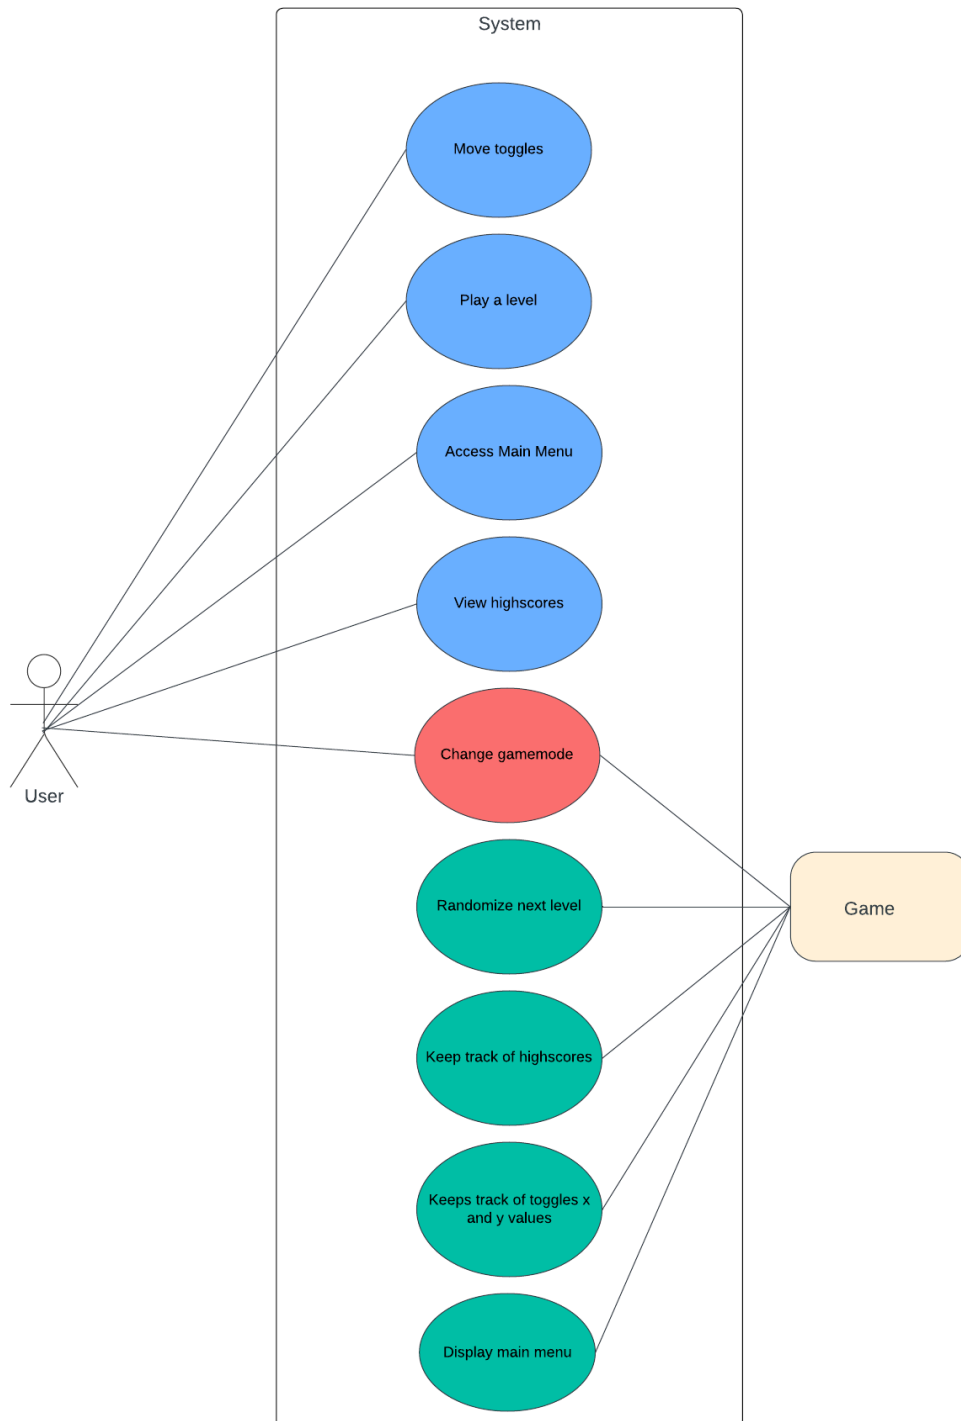 System
Move toggles
Play a level
Access Main Menu
View highscores
Change gamemode
User
Randomize next level
Game
Keep track of highscores
Keeps track of toggles x
and y values
Display main menu